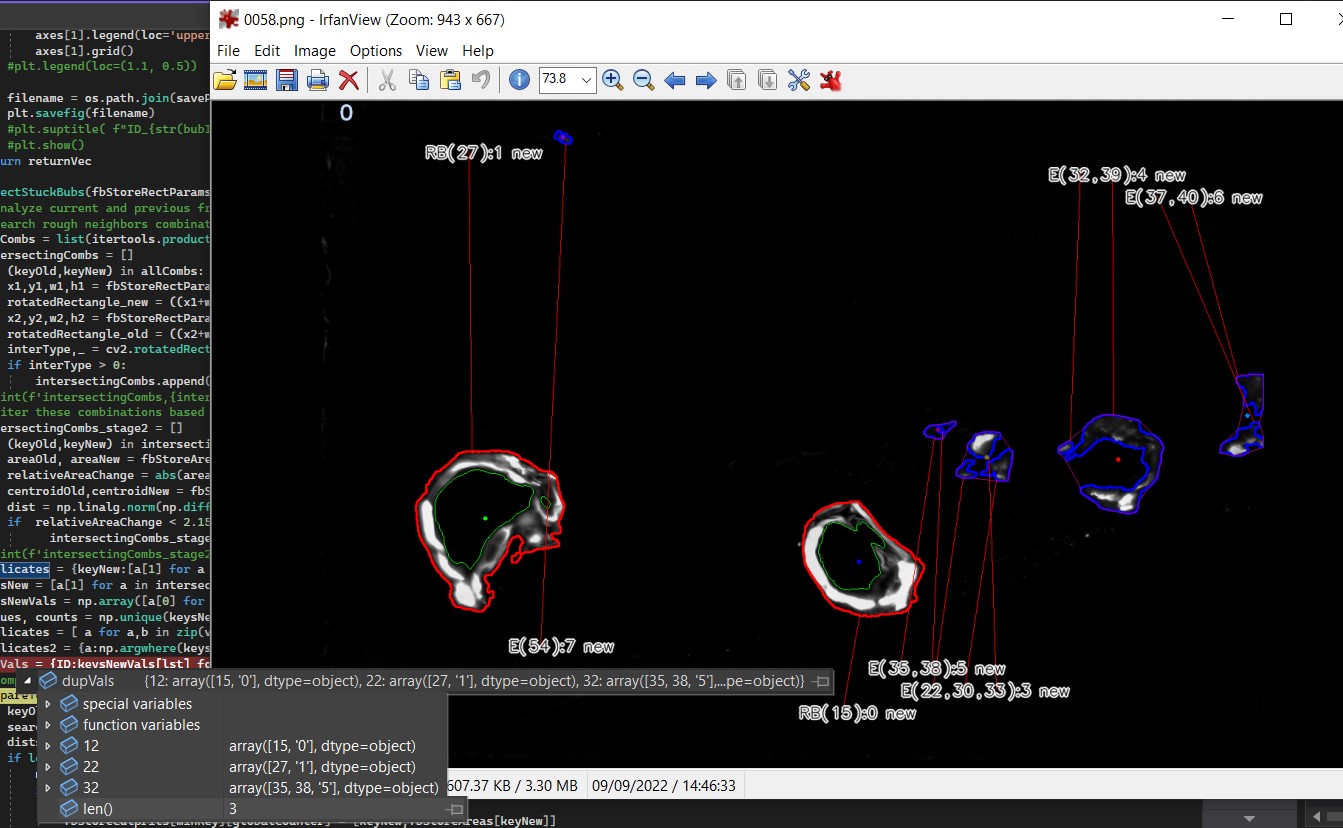 axes[1].legend(loc='upper
axes[1].grid()
#plt.legend(loc=(1.1, 0.5))
filename = os.path.join(saveP
plt.savefig(filename)
#plt.suptitle( f"ID_{str(bubI
#plt.show()
urn returnVec
ectStuckBubs(fbStoreRectParams
nalyze current and previous fr
earch rough neighbors combinat
Combs = list(itertools.product
ersectingCombs = []
(keyOld,keyNew) in allCombs:
x1,y1,w1,h1 = fbStoreRectPara
rotatedRectangle_new = ((x1+w
x2,y2,w2,h2 = fbStoreRectPara
rotatedRectangle_old = ((x2+w
interType,_ = cv2.rotatedRect
if interType > 0:
intersectingCombs.append(
int(f'intersectingCombs,{inter
iter these combinations based
ersectingCombs_stage2 = []
(keyOld,keyNew) in intersecti
areaOld, areaNew = fbStoreAre
relativeAreaChange = abs(area
centroidOld,centroidNew = fbS
dist = np.linalg.norm(np.diff
if relativeAreaChange < 2.15
intersectingCombs_stage
int(f'intersectingCombs_stage2
licates = {keyNew:[a[1] for a
sNew = [a[1] for a in intersec
sNewVals = np.array([a[0] for
ues, counts = np.unique(keysNe
licates = [ a for a,b in zip(v
licates2 = {a:np.argwhere(keys
Vals = {ID:keysNewVals[lst] fo
0058.png - IrfanView (Zoom: 943 x 667)
File Edit Image Options View Help
73.8
0
RB(27):1 new
E(32,39):4 new
E(37,40):6 new
E(54):7 new
E(35,38):5 new
E(22,30,33):3 new
RB(15):0 new
dupVals {12: array([15, '0'], dtype=object), 22: array([27, '1'], dtype=object), 32: array([35, 38, '5'],...pe=object)}
special variables
function variables
12 array([15, '0'], dtype=object)
22 array([27, '1'], dtype=object)
32 array([35, 38, '5'], dtype=object)
len() 3
607.37 KB / 3.30 MB 09/09/2022 / 14:46:33